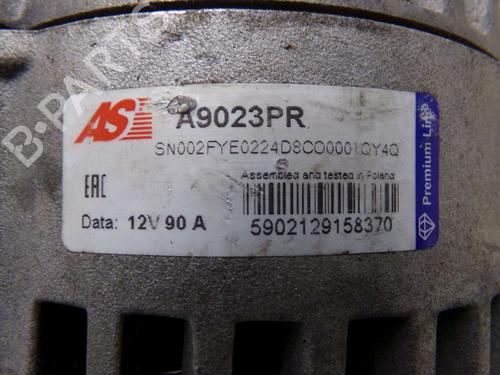 AS A9023PR
SN002FYE0224D8CO0001QY4Q
S
Assembled and tested in Poland
EAC
Data: 12V 90 A
5902129158370
Premium Line
B-PARTS